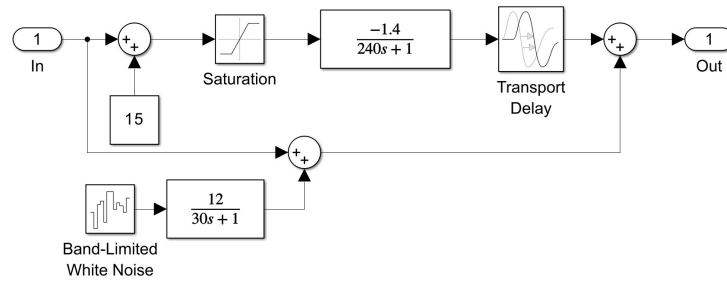 1
In
+
+
15
Saturation
-1.4
240s + 1
Transport
Delay
+
+
1
Out
+
+
12
30s + 1
Band-Limited
White Noise